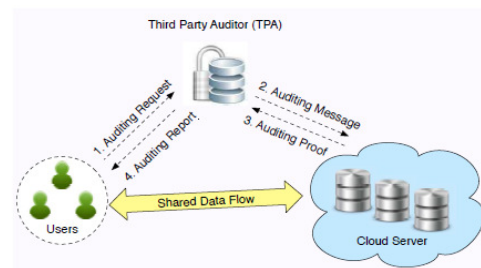 Third Party Auditor (TPA)
1. Auditing Request
2. Auditing Message
3. Auditing Proof
4. Auditing Report
Shared Data Flow
Users
Cloud Server